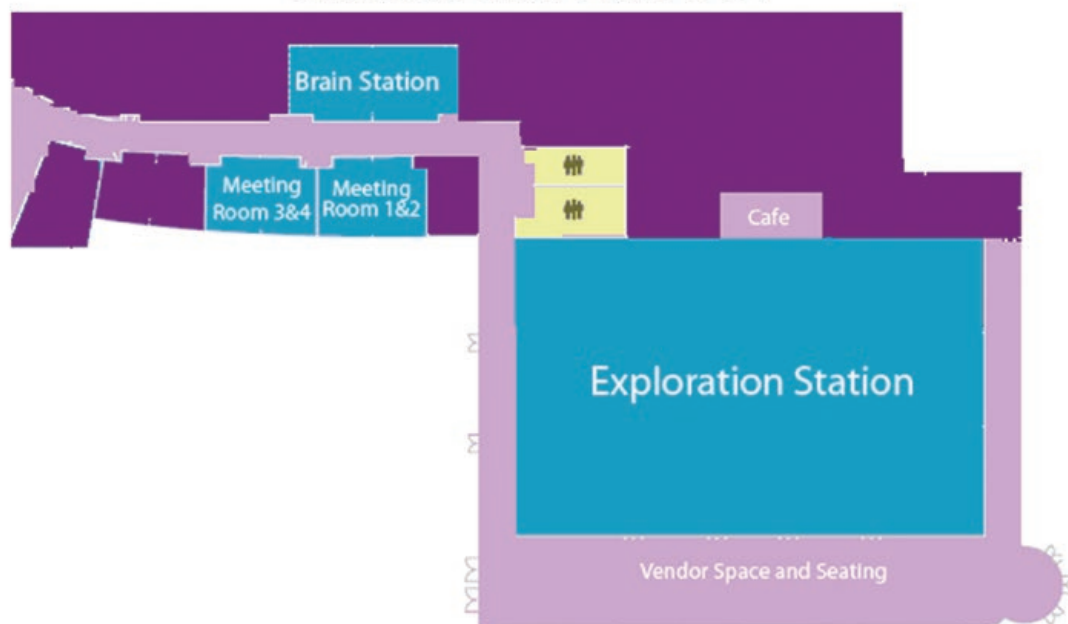 Brain Station
Meeting
Room 3&4
Meeting
Room 1&2
Cafe
Exploration Station
Vendor Space and Seating